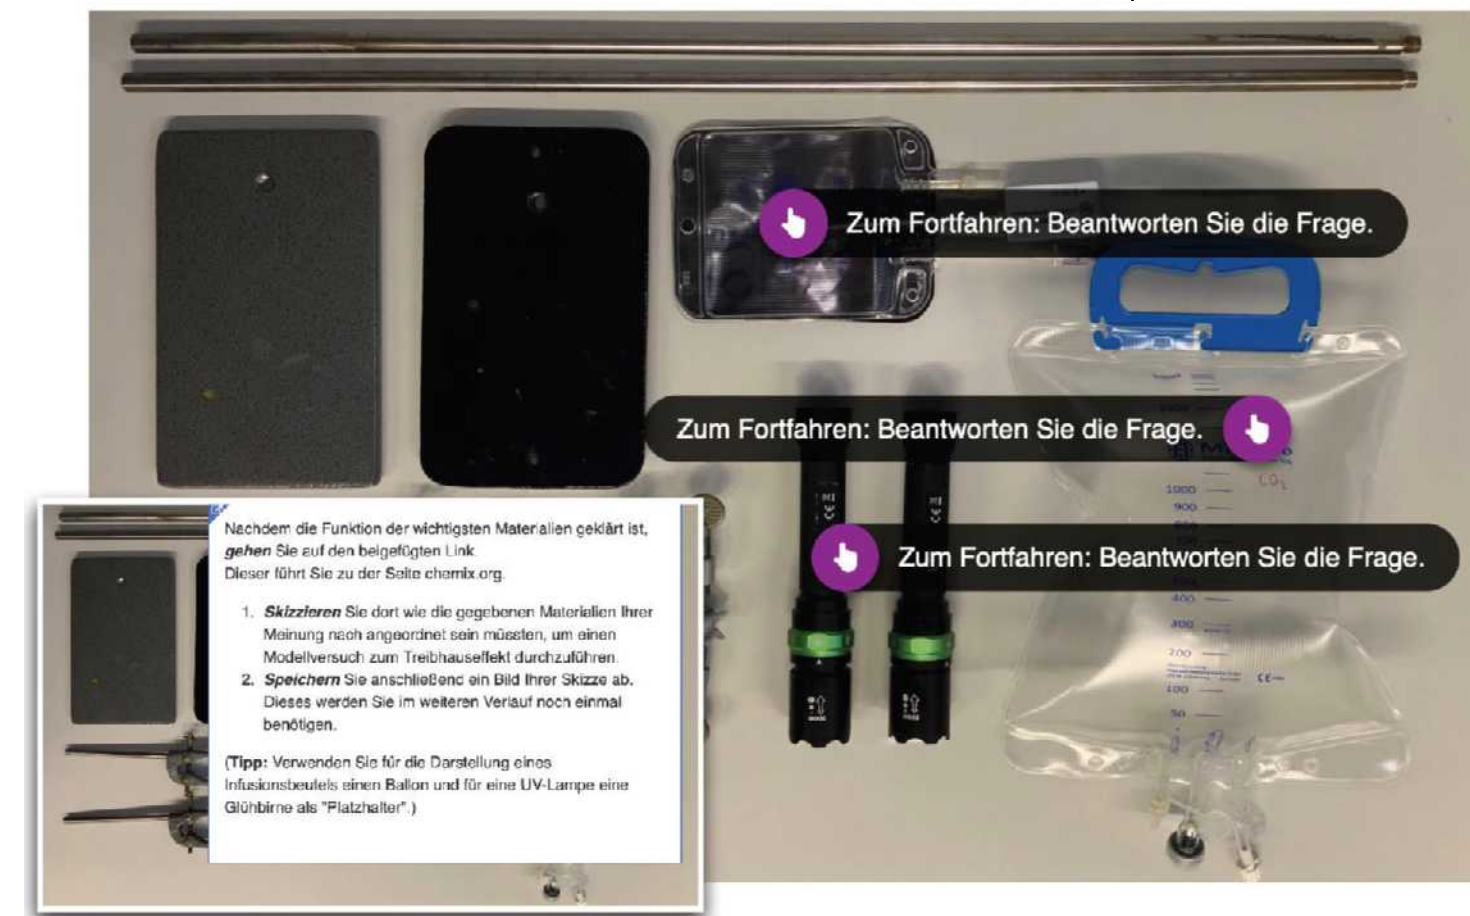 Zum Fortfahren: Beantworten Sie die Frage.
Zum Fortfahren: Beantworten Sie die Frage.
Zum Fortfahren: Beantworten Sie die Frage.
CO₂
1000
900
400
300
200
100
50
CE
Nachdem die Funktion der wichtigsten Materialien geklärt ist,
gehen Sie auf den beigefügten Link.
Dieser führt Sie zu der Seite chemix.org.
1. Skizzieren Sie dort wie die gegebenen Materialien Ihrer
Meinung nach angeordnet sein müssten, um einen
Modellversuch zum Treibhauseffekt durchzuführen.
2. Speichern Sie anschließend ein Bild Ihrer Skizze ab.
Dieses werden Sie im weiteren Verlauf noch einmal
benötigen.
(Tipp: Verwenden Sie für die Darstellung eines
Infusionsbeutels einen Ballon und für eine UV-Lampe eine
Glühbirne als "Platzhalter".)